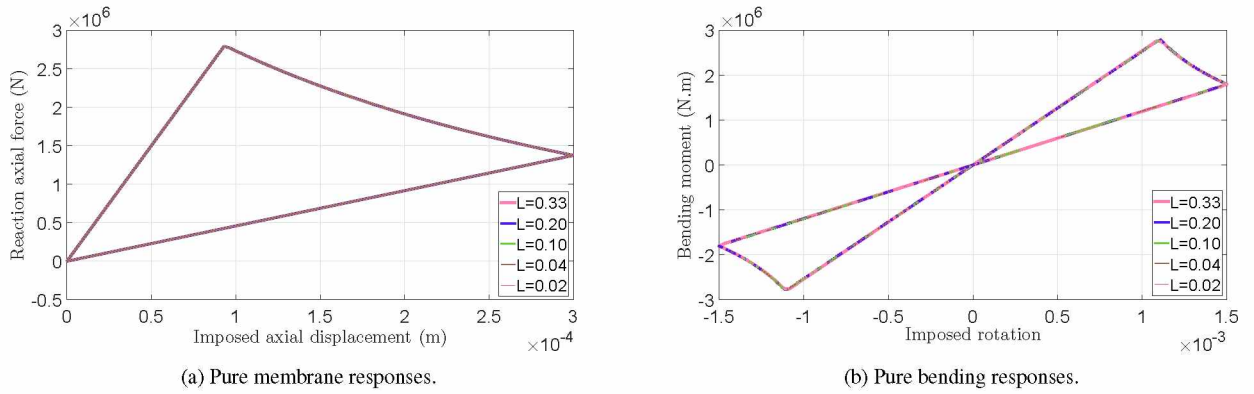 ×10⁶
3
2.5
2
1.5
1
0.5
0
-0.5
Reaction axial force (N)
0 0.5 1 1.5 2 2.5 3
Imposed axial displacement (m)
×10⁻⁴
L=0.33
L=0.20
L=0.10
L=0.04
L=0.02
(a) Pure membrane responses.
×10⁶
3
2
1
0
-1
-2
-3
Bending moment (N.m)
-1.5 -1 -0.5 0 0.5 1 1.5
Imposed rotation
×10⁻³
L=0.33
L=0.20
L=0.10
L=0.04
L=0.02
(b) Pure bending responses.